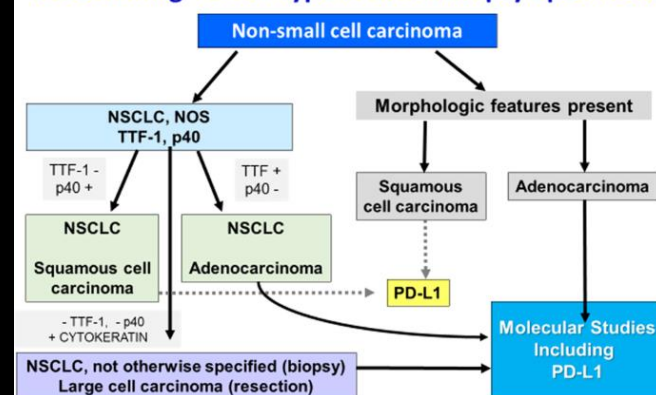 Non-small cell carcinoma
NSCLC, NOS
TTF-1, p40
Morphologic features present
TTF-1 -
p40 +
TTF +
p40 -
Squamous
cell carcinoma
Adenocarcinoma
NSCLC
Squamous cell
carcinoma
NSCLC
Adenocarcinoma
PD-L1
- TTF-1, - p40
+ CYTOKERATIN
Molecular Studies
Including
PD-L1
NSCLC, not otherwise specified (biopsy)
Large cell carcinoma (resection)